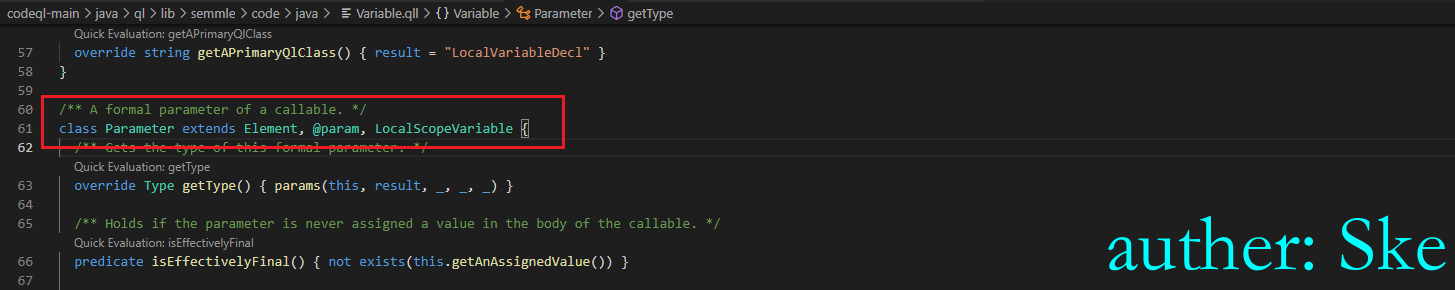 codeql-main > java > ql > lib > semmle > code > java > Variable.qll > {} Variable > Parameter > getType
Quick Evaluation: getAPrimaryQlClass
57 override string getAPrimaryQlClass() { result = "LocalVariableDecl" }
58 }
59
60 /** A formal parameter of a callable. */
61 class Parameter extends Element, @param, LocalScopeVariable {
62 /** Gets the type of this formal parameter. */
Quick Evaluation: getType
63 override Type getType() { params(this, result, _, _, _) }
64
65 /** Holds if the parameter is never assigned a value in the body of the callable. */
Quick Evaluation: isEffectivelyFinal
66 predicate isEffectivelyFinal() { not exists(this.getAnAssignedValue()) }
67
auther: Ske